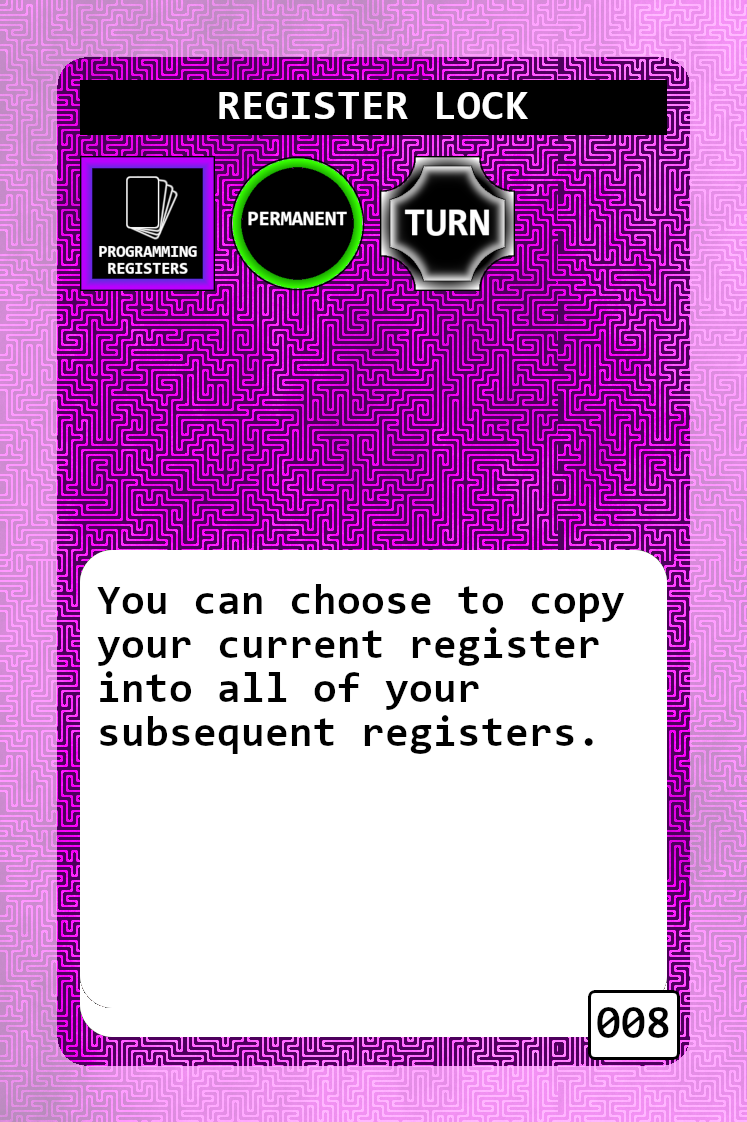 REGISTER LOCK
PROGRAMMING
REGISTERS
PERMANENT
TURN
You can choose to copy
your current register
into all of your
subsequent registers.
008